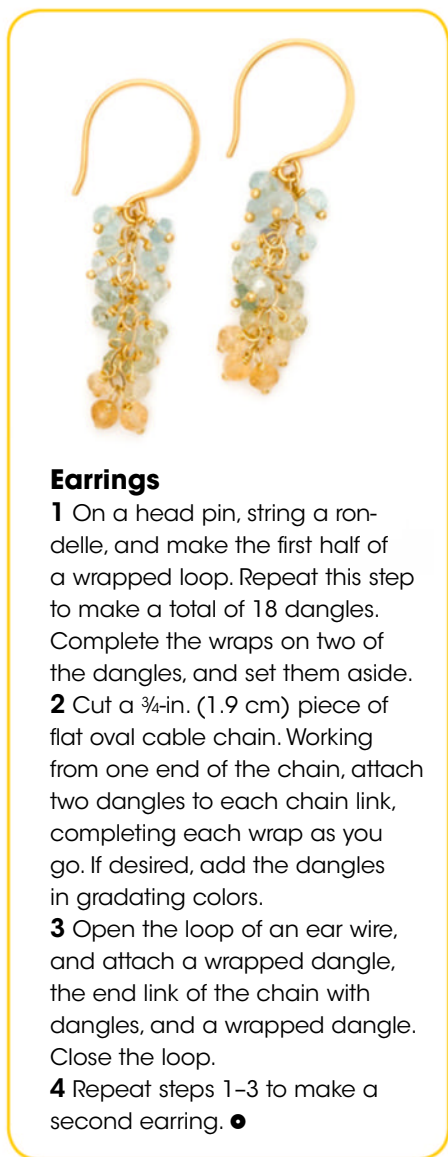 Earrings
1 On a head pin, string a ron-
delle, and make the first half of
a wrapped loop. Repeat this step
to make a total of 18 dangles.
Complete the wraps on two of
the dangles, and set them aside.
2 Cut a ¾-in. (1.9 cm) piece of
flat oval cable chain. Working
from one end of the chain, attach
two dangles to each chain link,
completing each wrap as you
go. If desired, add the dangles
in gradating colors.
3 Open the loop of an ear wire,
and attach a wrapped dangle,
the end link of the chain with
dangles, and a wrapped dangle.
Close the loop.
4 Repeat steps 1–3 to make a
second earring.